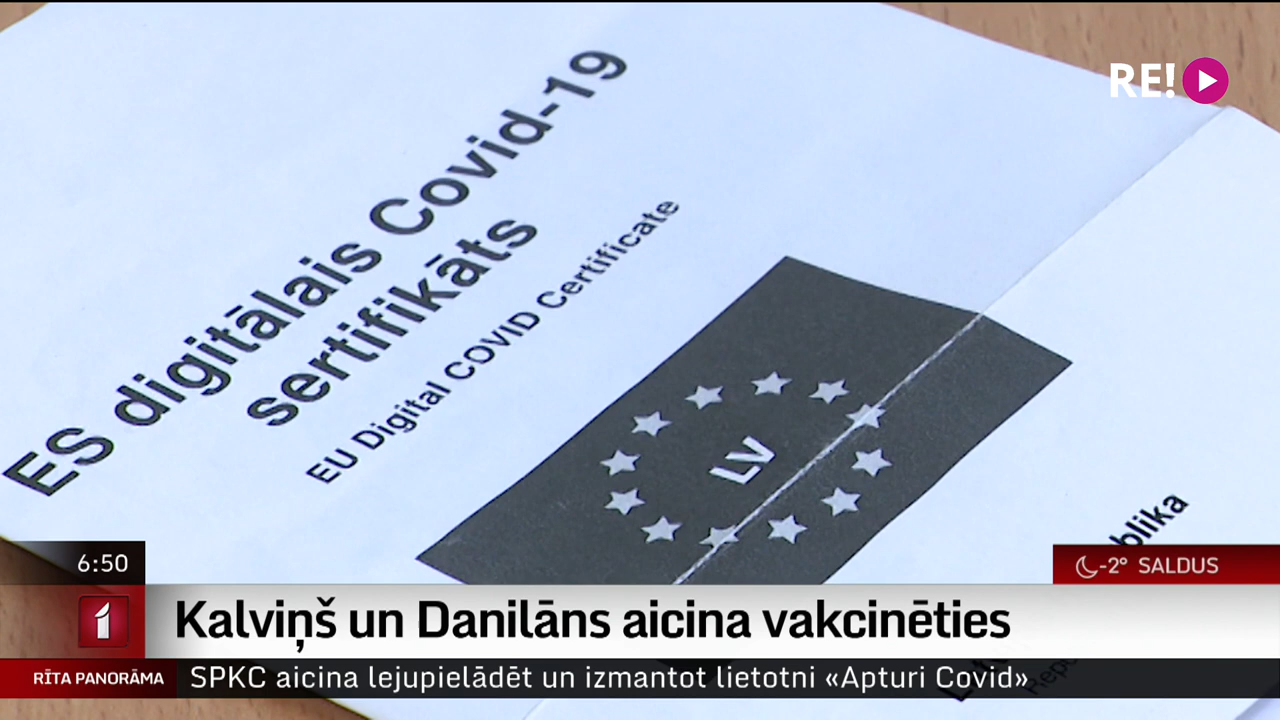 RE!
ES digitālais Covid-19
sertifikāts
EU Digital COVID Certificate
LV
blika
6:50
-2° SALDUS
1
Kalviņš un Danilāns aicina vakcinēties
RĪTA PANORĀMA
SPKC aicina lejupielādēt un izmantot lietotni «Apturi Covid»